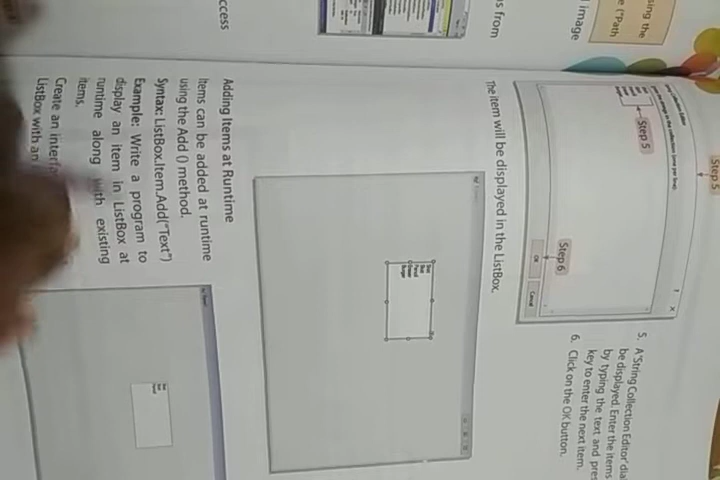 sing the
e ("Path
image
s from
ccess
Step 5
Step 5
Step 6
OK
Cancel
5. A 'String Collection Editor' dia
be displayed. Enter the items
by typing the text and pres
key to enter the next item.
6. Click on the OK button.
The item will be displayed in the ListBox.
Adding Items at Runtime
Items can be added at runtime
using the Add () method.
Syntax: ListBox.Item.Add("Text")
Example: Write a program to
display an item in ListBox at
runtime along with existing
items.
Create an interfa
ListBox with an